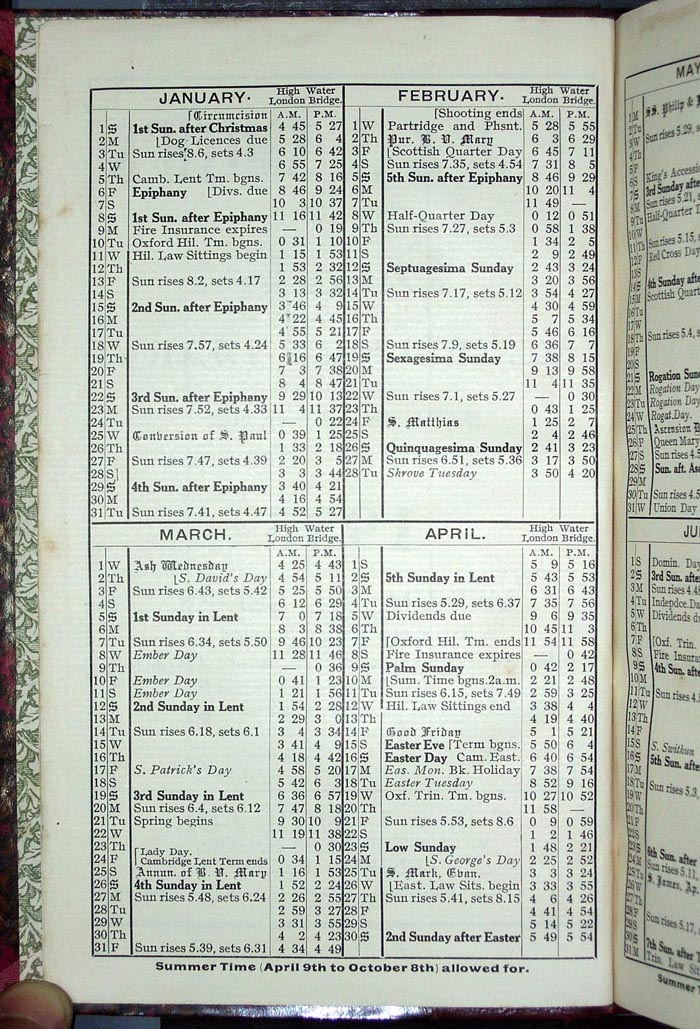 JANUARY. High Water London Bridge.
[Circumcision A.M. P.M.
1 S 1st Sun. after Christmas 4 45 5 27
2 M [Dog Licences due 5 28 6 4
3 Tu Sun rises 8.6, sets 4.3 6 10 6 42
4 W 6 55 7 25
5 Th Camb. Lent Tm. bgns. 7 42 8 16
6 F Epiphany [Divs. due 8 46 9 24
7 S 10 3 10 37
8 S 1st Sun. after Epiphany 11 16 11 42
9 M Fire Insurance expires — 0 19
10 Tu Oxford Hil. Tm. bgns. 0 31 1 10
11 W Hil. Law Sittings begin 1 15 1 53
12 Th 1 53 2 32
13 F Sun rises 8.2, sets 4.17 2 28 2 56
14 S 3 13 3 32
15 S 2nd Sun. after Epiphany 3 46 4 9
16 M 4 22 4 45
17 Tu 4 55 5 21
18 W Sun rises 7.57, sets 4.24 5 33 6 2
19 Th 6 16 6 47
20 F 7 3 7 38
21 S 8 4 8 47
22 S 3rd Sun. after Epiphany 9 29 10 13
23 M Sun rises 7.52, sets 4.33 11 4 11 37
24 Tu — 0 22
25 W Conversion of S. Paul 0 39 1 25
26 Th 1 33 2 18
27 F Sun rises 7.47, sets 4.39 2 20 3 5
28 S 3 3 3 44
29 S 4th Sun. after Epiphany 3 40 4 21
30 M 4 16 4 54
31 Tu Sun rises 7.41, sets 4.47 4 52 5 27
FEBRUARY. High Water London Bridge.
[Shooting ends A.M. P.M.
1 W Partridge and Phsnt. 5 28 5 55
2 Th Pur. B. V. Mary 6 3 6 29
3 F [Scottish Quarter Day 6 45 7 11
4 S Sun rises 7.35, sets 4.54 7 31 8 5
5 S 5th Sun. after Epiphany 8 46 9 29
6 M 10 20 11 4
7 Tu 11 49 —
8 W Half-Quarter Day 0 12 0 51
9 Th Sun rises 7.27, sets 5.3 0 58 1 38
10 F 1 34 2 5
11 S 2 9 2 49
12 S Septuagesima Sunday 2 43 3 24
13 M 3 20 3 56
14 Tu Sun rises 7.17, sets 5.12 3 54 4 27
15 W 4 30 4 59
16 Th 5 7 5 34
17 F 5 46 6 16
18 S Sun rises 7.9, sets 5.19 6 36 7 7
19 S Sexagesima Sunday 7 38 8 15
20 M 9 13 9 58
21 Tu 11 4 11 35
22 W Sun rises 7.1, sets 5.27 — 0 30
23 Th 0 43 1 25
24 F S. Matthias 1 25 2 7
25 S 2 4 2 46
26 S Quinquagesima Sunday 2 41 3 23
27 M Sun rises 6.51, sets 5.36 3 17 3 50
28 Tu Shrove Tuesday 3 50 4 20
MARCH. High Water London Bridge.
A.M. P.M.
1 W Ash Wednesday 4 25 4 43
2 Th [S. David's Day 4 54 5 11
3 F Sun rises 6.43, sets 5.42 5 25 5 50
4 S 6 12 6 29
5 S 1st Sunday in Lent 7 0 7 18
6 M 8 3 8 38
7 Tu Sun rises 6.34, sets 5.50 9 46 10 23
8 W Ember Day 11 28 11 46
9 Th — 0 36
10 F Ember Day 0 41 1 23
11 S Ember Day 1 21 1 56
12 S 2nd Sunday in Lent 1 54 2 28
13 M 2 29 3 0
14 Tu Sun rises 6.18, sets 6.1 3 4 3 34
15 W 3 41 4 9
16 Th 4 18 4 42
17 F S. Patrick's Day 4 58 5 20
18 S 5 42 6 3
19 S 3rd Sunday in Lent 6 36 6 57
20 M Sun rises 6.4, sets 6.12 7 47 8 18
21 Tu Spring begins 9 30 10 9
22 W 11 19 11 38
23 Th [Lady Day. — 0 30
24 F Cambridge Lent Term ends 0 34 1 15
25 S Annun. of B. V. Mary 1 16 1 53
26 S 4th Sunday in Lent 1 52 2 24
27 M Sun rises 5.48, sets 6.24 2 26 2 55
28 Tu 2 59 3 27
29 W 3 31 3 55
30 Th 4 2 4 23
31 F Sun rises 5.39, sets 6.31 4 34 4 49
APRIL. High Water London Bridge.
A.M. P.M.
1 S 5 9 5 16
2 S 5th Sunday in Lent 5 43 5 53
3 M 6 31 6 43
4 Tu Sun rises 5.29, sets 6.37 7 35 7 56
5 W Dividends due 9 6 9 35
6 Th 10 45 11 3
7 F [Oxford Hil. Tm. ends 11 54 11 58
8 S Fire Insurance expires — 0 42
9 S Palm Sunday 0 42 2 17
10 M [Sum. Time bgns. 2a.m. 2 21 2 48
11 Tu Sun rises 6.15, sets 7.49 2 59 3 25
12 W Hil. Law Sittings end 3 38 4 4
13 Th 4 19 4 40
14 F Good Friday 5 1 5 21
15 S Easter Eve [Term bgns. 5 50 6 4
16 S Easter Day Cam. East. 6 40 6 54
17 M Eas. Mon. Bk. Holiday 7 38 7 54
18 Tu Easter Tuesday 8 52 9 16
19 W Oxf. Trin. Tm. bgns. 10 27 10 52
20 Th 11 58 —
21 F Sun rises 5.53, sets 8.6 0 9 0 59
22 S 1 2 1 46
23 S Low Sunday 1 48 2 21
24 M [S. George's Day 2 25 2 52
25 Tu S. Mark, Evan. 3 3 3 24
26 W [East. Law Sits. begin 3 33 3 55
27 Th Sun rises 5.41, sets 8.15 4 6 4 26
28 F 4 41 4 54
29 S 5 14 5 22
30 S 2nd Sunday after Easter 5 49 5 54
Summer Time (April 9th to October 8th) allowed for.
MAY